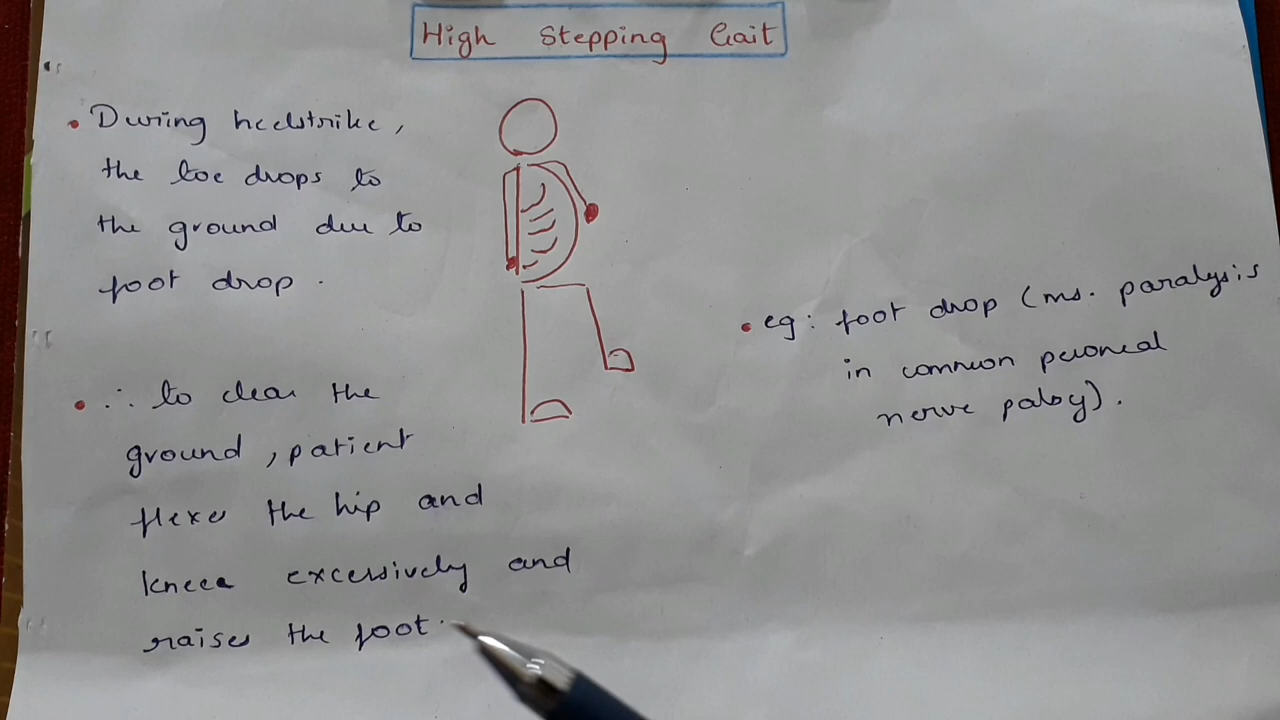 High Stepping Gait
• During heelstrike,
the toe drops to
the ground due to
foot drop.
• ∴ to clear the
ground, patient
flexes the hip and
knee excessively and
raises the foot.
• eg: foot drop (ms. paralysis
in common peroneal
nerve palsy).